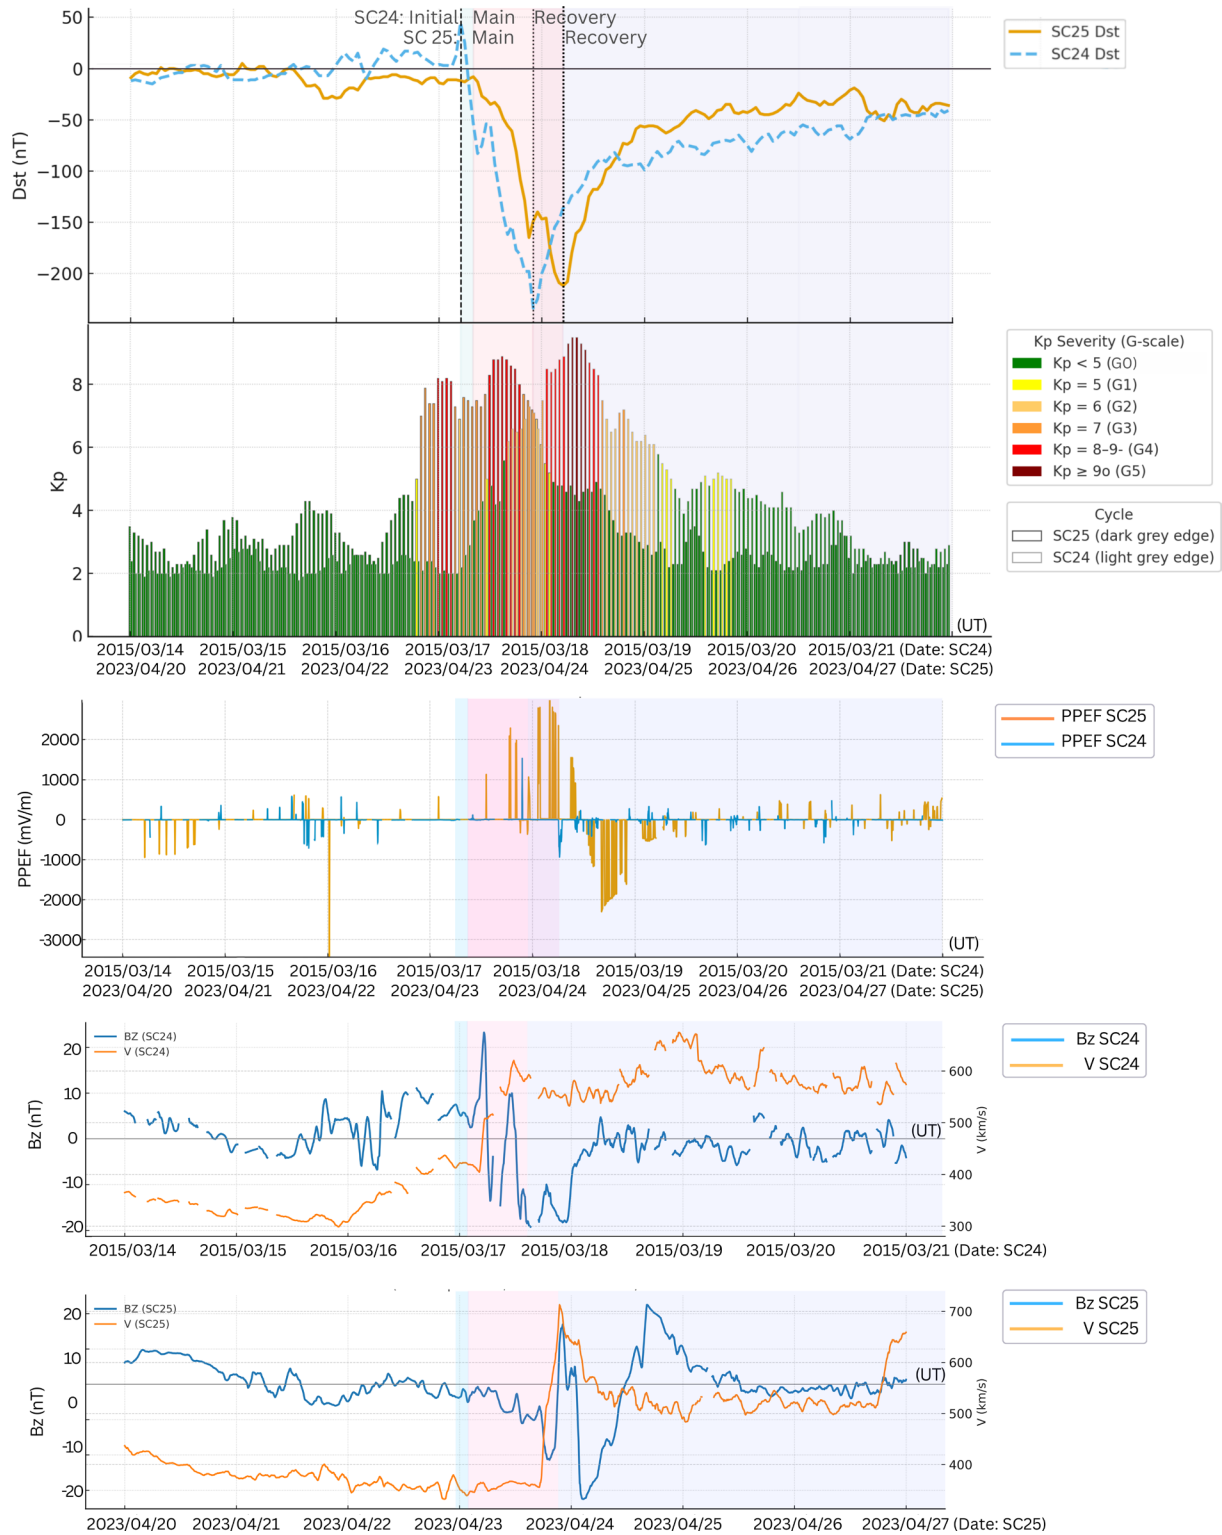 SC24: Initial Main Recovery
SC 25: Main Recovery
50
0
−50
−100
−150
−200
Dst (nT)
SC25 Dst
SC24 Dst
8
6
4
2
0
Kp
(UT)
Kp Severity (G-scale)
Kp < 5 (G0)
Kp = 5 (G1)
Kp = 6 (G2)
Kp = 7 (G3)
Kp = 8–9- (G4)
Kp ≥ 9o (G5)
Cycle
SC25 (dark grey edge)
SC24 (light grey edge)
2015/03/14 2015/03/15 2015/03/16 2015/03/17 2015/03/18 2015/03/19 2015/03/20 2015/03/21 (Date: SC24)
2023/04/20 2023/04/21 2023/04/22 2023/04/23 2023/04/24 2023/04/25 2023/04/26 2023/04/27 (Date: SC25)
2000
1000
0
-1000
-2000
-3000
PPEF (mV/m)
(UT)
PPEF SC25
PPEF SC24
2015/03/14 2015/03/15 2015/03/16 2015/03/17 2015/03/18 2015/03/19 2015/03/20 2015/03/21 (Date: SC24)
2023/04/20 2023/04/21 2023/04/22 2023/04/23 2023/04/24 2023/04/25 2023/04/26 2023/04/27 (Date: SC25)
BZ (SC24)
V (SC24)
20
10
0
-10
-20
Bz (nT)
600
500
400
300
V (km/s)
(UT)
Bz SC24
V SC24
2015/03/14 2015/03/15 2015/03/16 2015/03/17 2015/03/18 2015/03/19 2015/03/20 2015/03/21 (Date: SC24)
BZ (SC25)
V (SC25)
20
10
0
-10
-20
Bz (nT)
700
600
500
400
V (km/s)
(UT)
Bz SC25
V SC25
2023/04/20 2023/04/21 2023/04/22 2023/04/23 2023/04/24 2023/04/25 2023/04/26 2023/04/27 (Date: SC25)